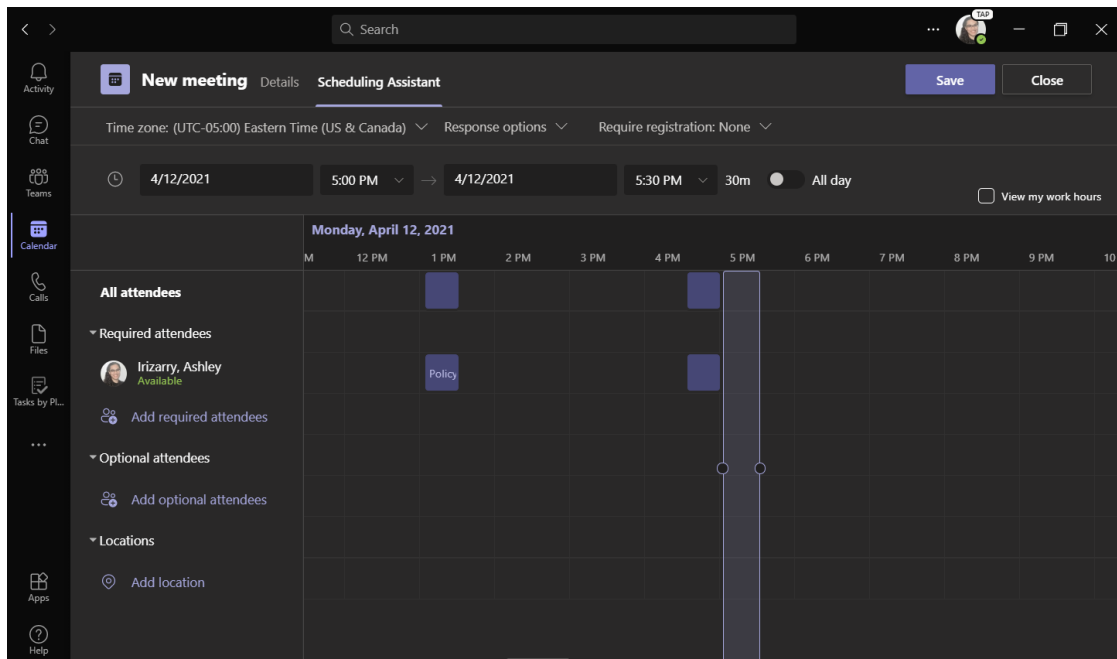 Search
TAP
Activity
Chat
Teams
Calendar
Calls
Files
Tasks by Pl...
Apps
Help
New meeting Details Scheduling Assistant
Save Close
Time zone: (UTC-05:00) Eastern Time (US & Canada) Response options Require registration: None
4/12/2021 5:00 PM → 4/12/2021 5:30 PM 30m All day
View my work hours
Monday, April 12, 2021
M 12 PM 1 PM 2 PM 3 PM 4 PM 5 PM 6 PM 7 PM 8 PM 9 PM 10
All attendees
Required attendees
Irizarry, Ashley
Available
Policy
Add required attendees
Optional attendees
Add optional attendees
Locations
Add location